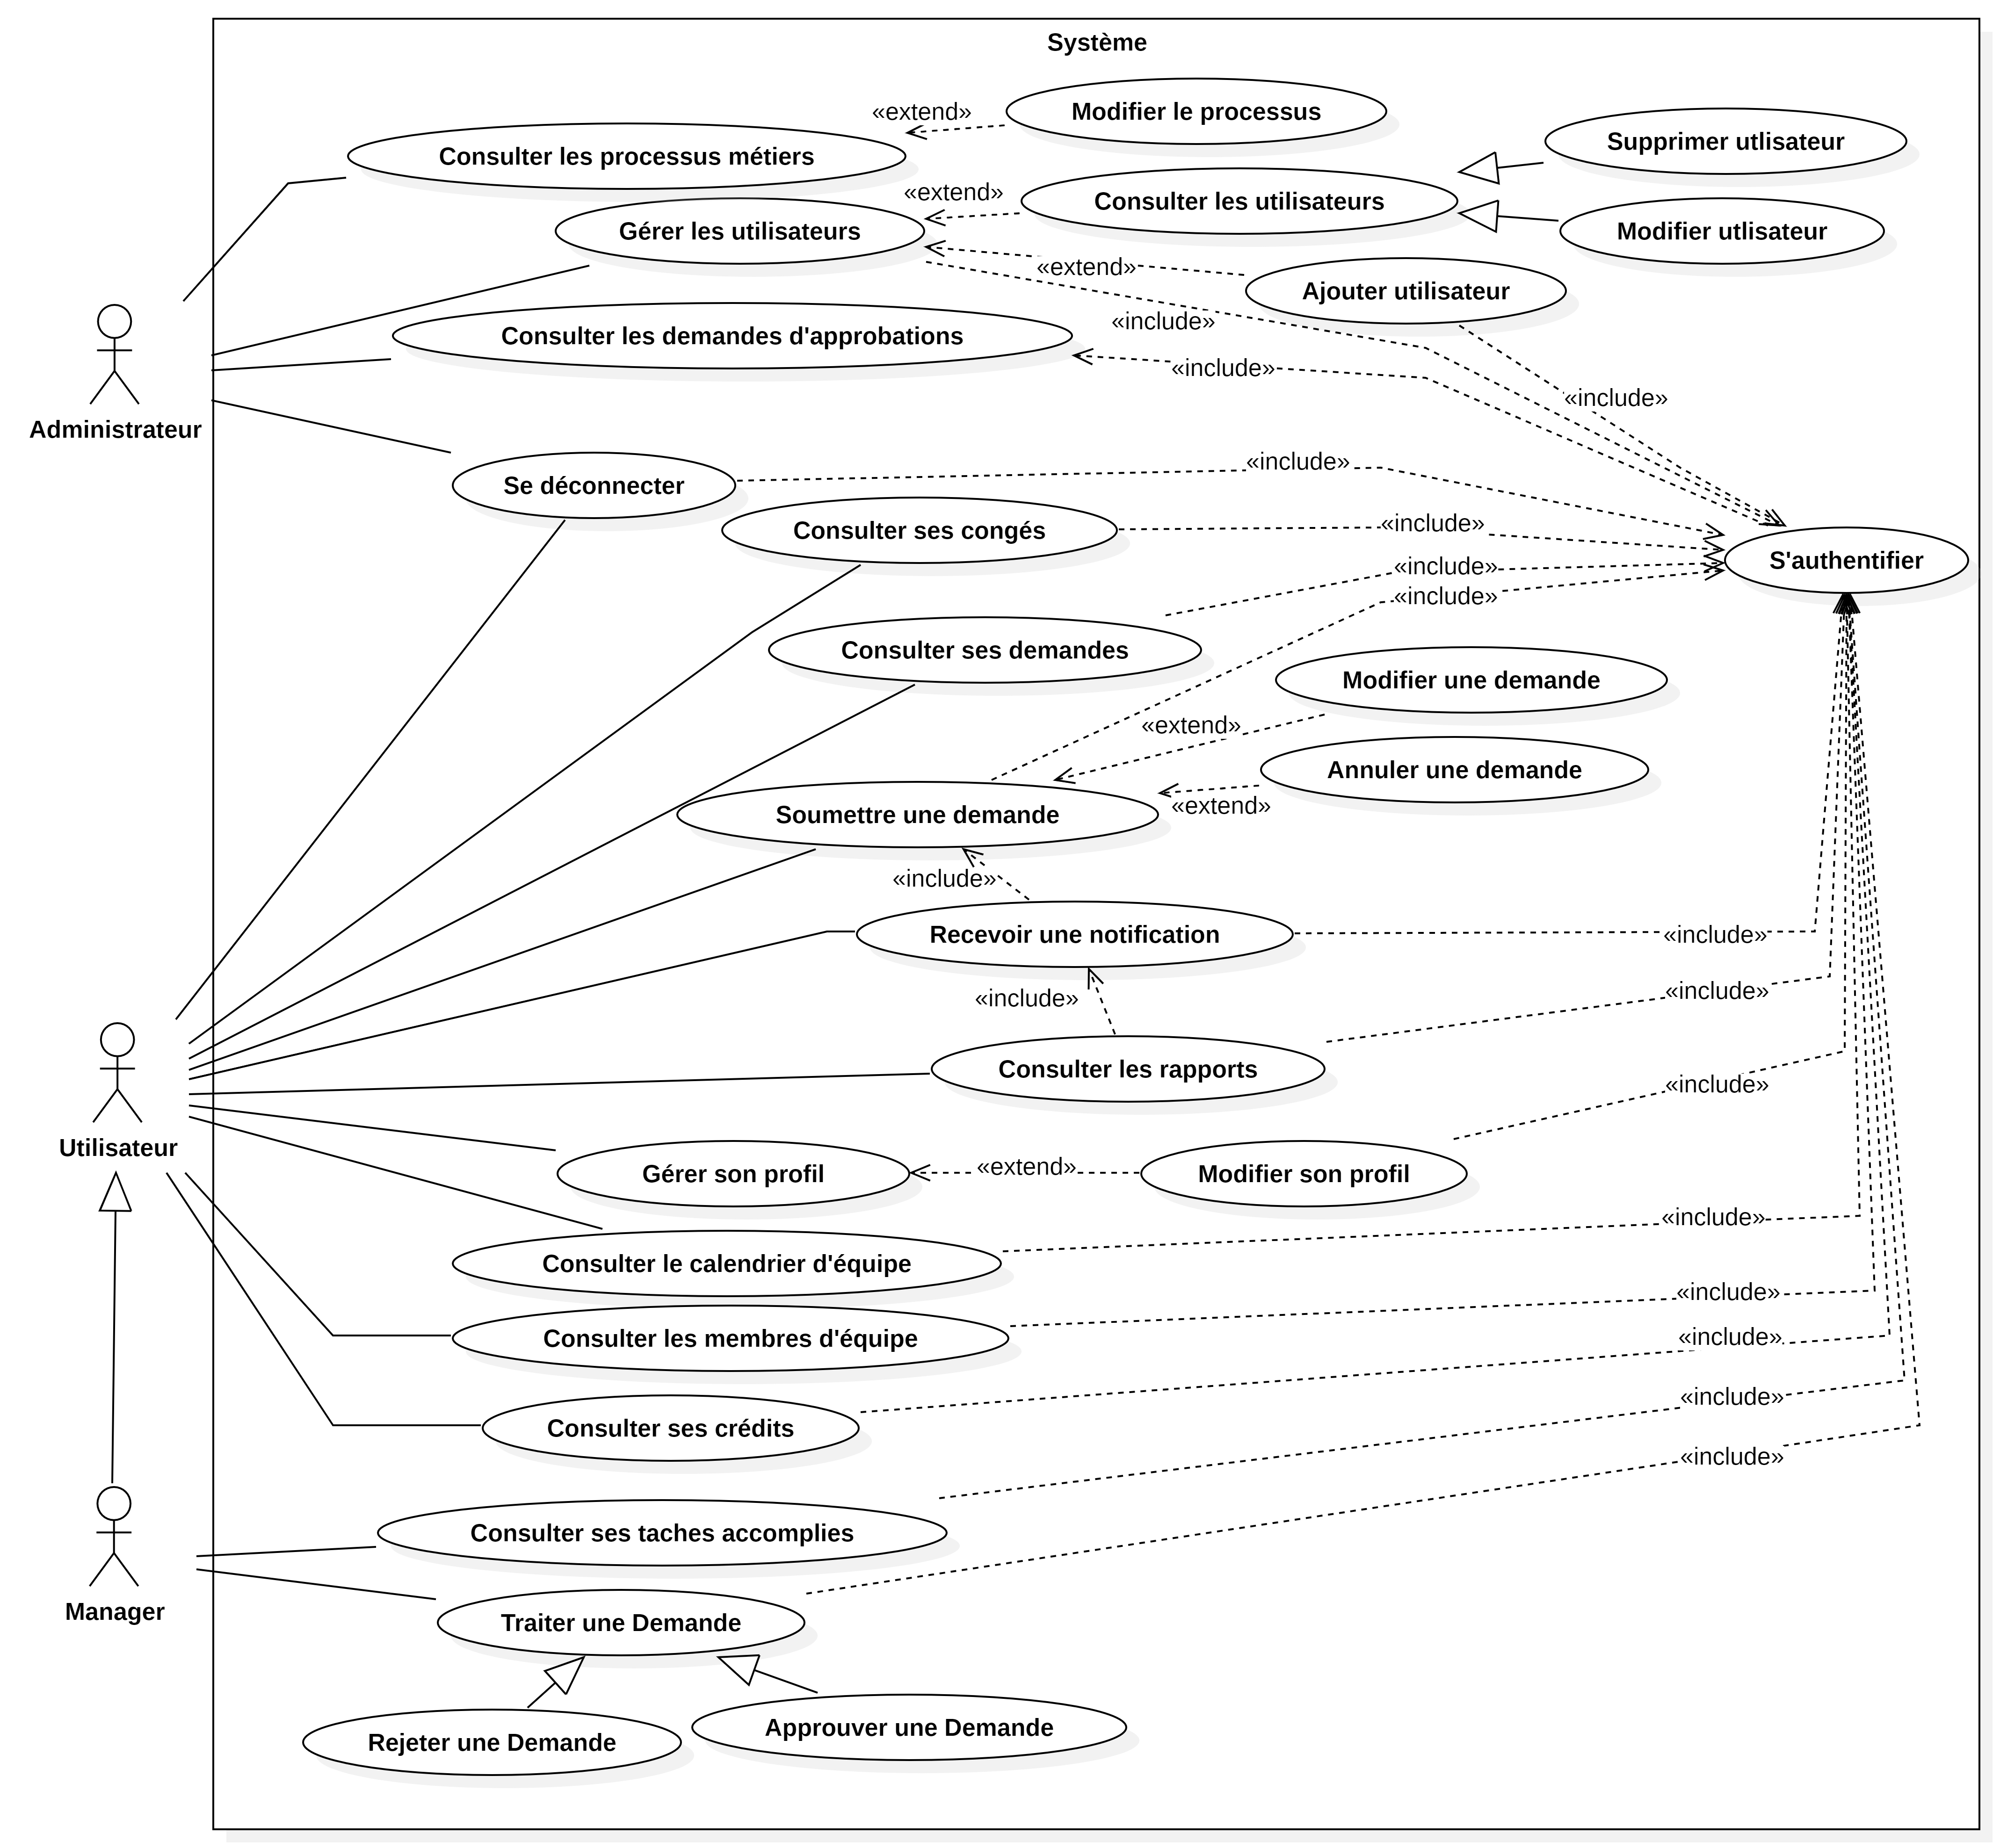 Système
«extend»
Modifier le processus
Supprimer utlisateur
Consulter les processus métiers
«extend»
Consulter les utilisateurs
Gérer les utilisateurs
Modifier utlisateur
«extend»
Ajouter utilisateur
«include»
Consulter les demandes d'approbations
«include»
«include»
Administrateur
«include»
Se déconnecter
«include»
Consulter ses congés
S'authentifier
«include»
«include»
Consulter ses demandes
Modifier une demande
«extend»
Annuler une demande
«extend»
Soumettre une demande
«include»
Recevoir une notification
«include»
«include»
«include»
Consulter les rapports
«include»
Utilisateur
Gérer son profil
«extend»
Modifier son profil
«include»
Consulter le calendrier d'équipe
«include»
Consulter les membres d'équipe
«include»
«include»
Consulter ses crédits
«include»
Consulter ses taches accomplies
Manager
Traiter une Demande
Approuver une Demande
Rejeter une Demande